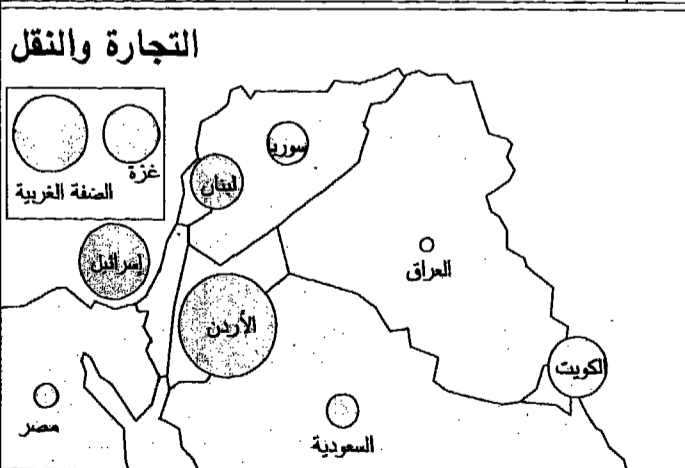 التجارة والنقل
غزة
الضفة الغربية
سوريا
لبنان
إسرائيل
العراق
الأردن
الكويت
مصر
السعودية